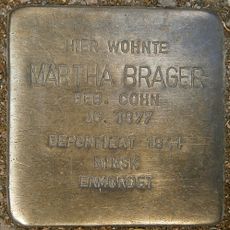 HIER WOHNTE
MARTHA BRAGER
GEB. COHN
JG. 1877
DEPORTIERT 1941
MINSK
ERMORDET